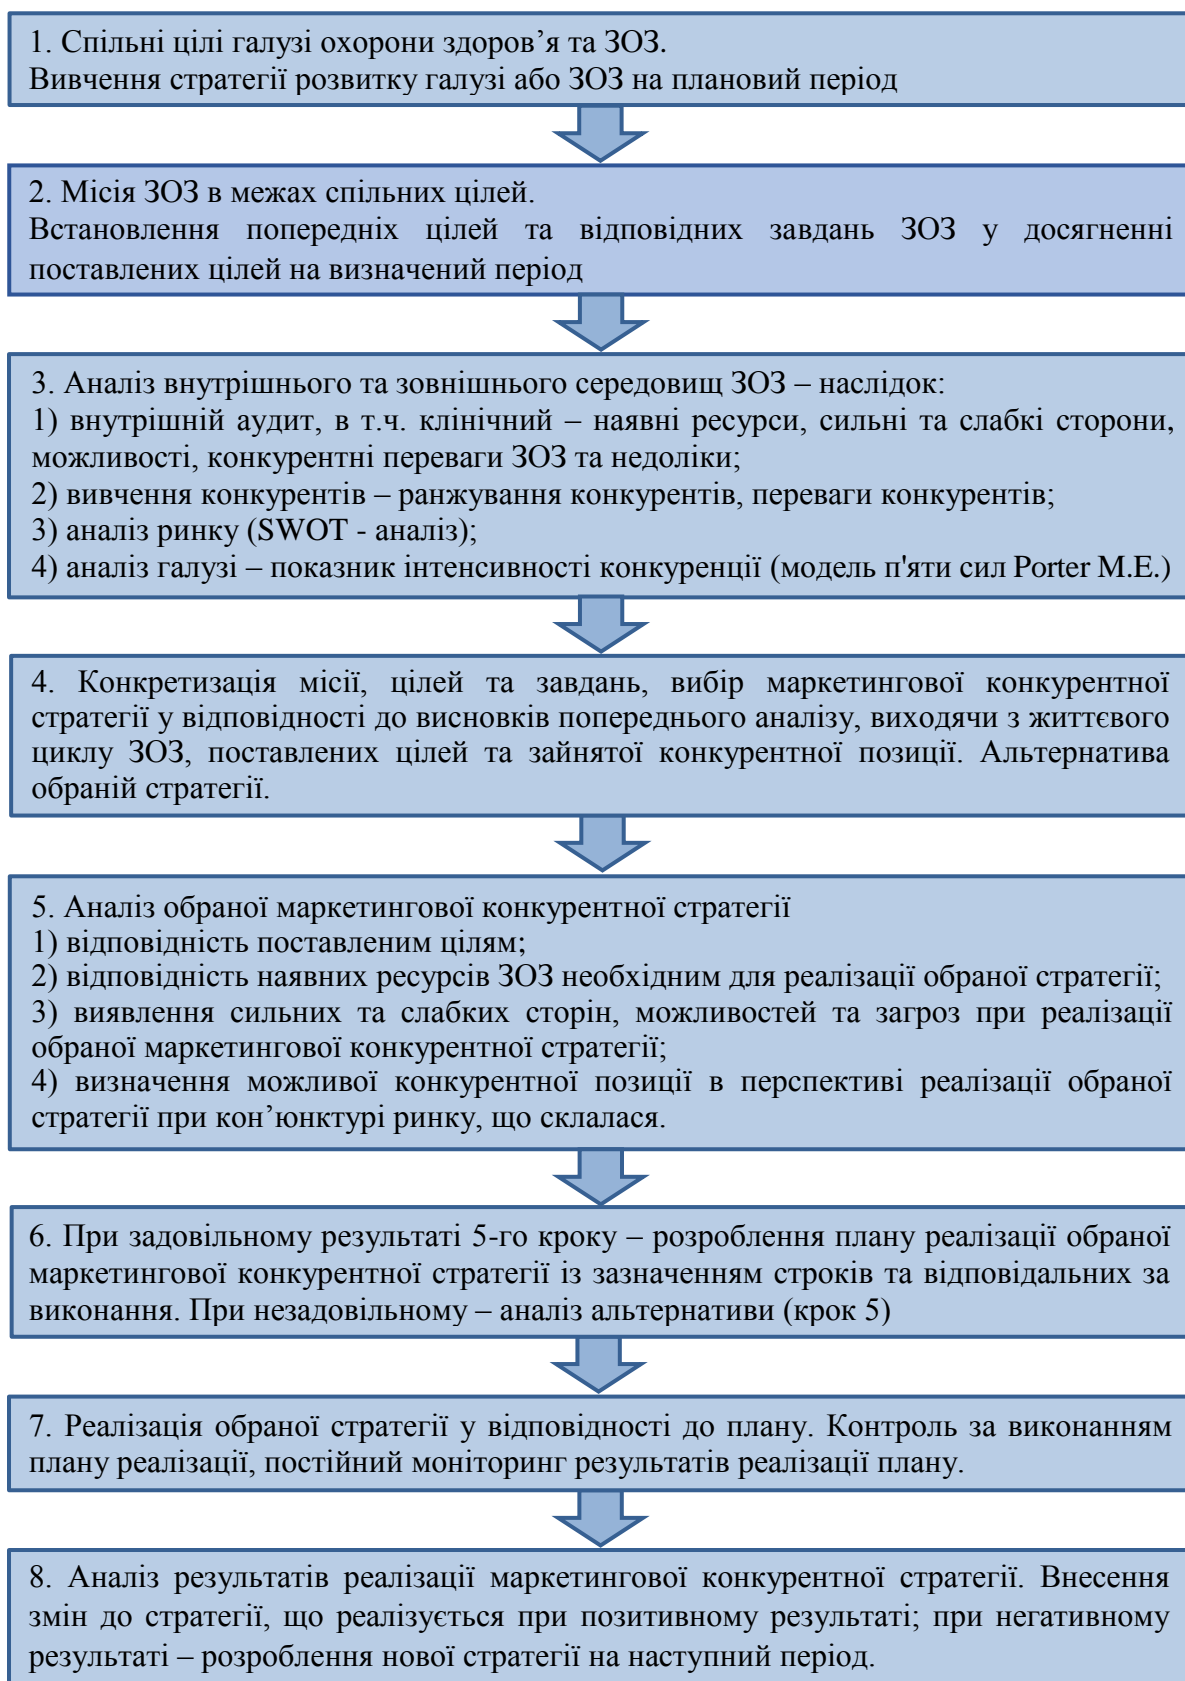 1. Спільні цілі галузі охорони здоров’я та ЗОЗ.
Вивчення стратегії розвитку галузі або ЗОЗ на плановий період
2. Місія ЗОЗ в межах спільних цілей.
Встановлення попередніх цілей та відповідних завдань ЗОЗ у досягненні
поставлених цілей на визначений період
3. Аналіз внутрішнього та зовнішнього середовищ ЗОЗ – наслідок:
1) внутрішній аудит, в т.ч. клінічний – наявні ресурси, сильні та слабкі сторони,
можливості, конкурентні переваги ЗОЗ та недоліки;
2) вивчення конкурентів – ранжування конкурентів, переваги конкурентів;
3) аналіз ринку (SWOT - аналіз);
4) аналіз галузі – показник інтенсивності конкуренції (модель п'яти сил Porter M.E.)
4. Конкретизація місії, цілей та завдань, вибір маркетингової конкурентної
стратегії у відповідності до висновків попереднього аналізу, виходячи з життєвого
циклу ЗОЗ, поставлених цілей та зайнятої конкурентної позиції. Альтернатива
обраній стратегії.
5. Аналіз обраної маркетингової конкурентної стратегії
1) відповідність поставленим цілям;
2) відповідність наявних ресурсів ЗОЗ необхідним для реалізації обраної стратегії;
3) виявлення сильних та слабких сторін, можливостей та загроз при реалізації
обраної маркетингової конкурентної стратегії;
4) визначення можливої конкурентної позиції в перспективі реалізації обраної
стратегії при кон’юнктурі ринку, що склалася.
6. При задовільному результаті 5-го кроку – розроблення плану реалізації обраної
маркетингової конкурентної стратегії із зазначенням строків та відповідальних за
виконання. При незадовільному – аналіз альтернативи (крок 5)
7. Реалізація обраної стратегії у відповідності до плану. Контроль за виконанням
плану реалізації, постійний моніторинг результатів реалізації плану.
8. Аналіз результатів реалізації маркетингової конкурентної стратегії. Внесення
змін до стратегії, що реалізується при позитивному результаті; при негативному
результаті – розроблення нової стратегії на наступний період.